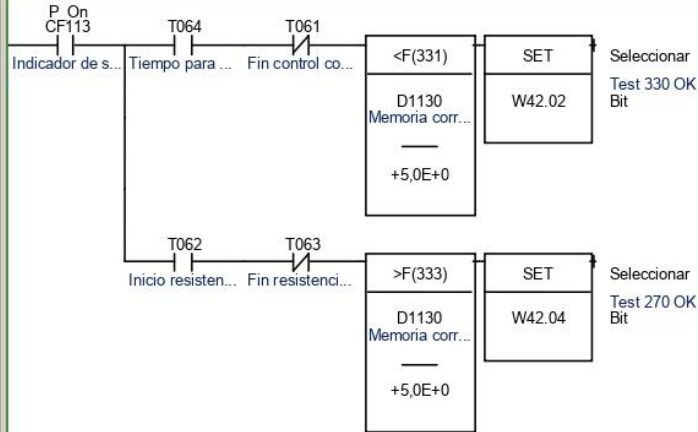 P_On
CF113
Indicador de s...
T064
Tiempo para ...
T061
Fin control co...
<F(331)
D1130
Memoria corr...
+5,0E+0
SET
W42.02
Seleccionar
Test 330 OK
Bit
T062
Inicio resisten...
T063
Fin resistenci...
>F(333)
D1130
Memoria corr...
+5,0E+0
SET
W42.04
Seleccionar
Test 270 OK
Bit